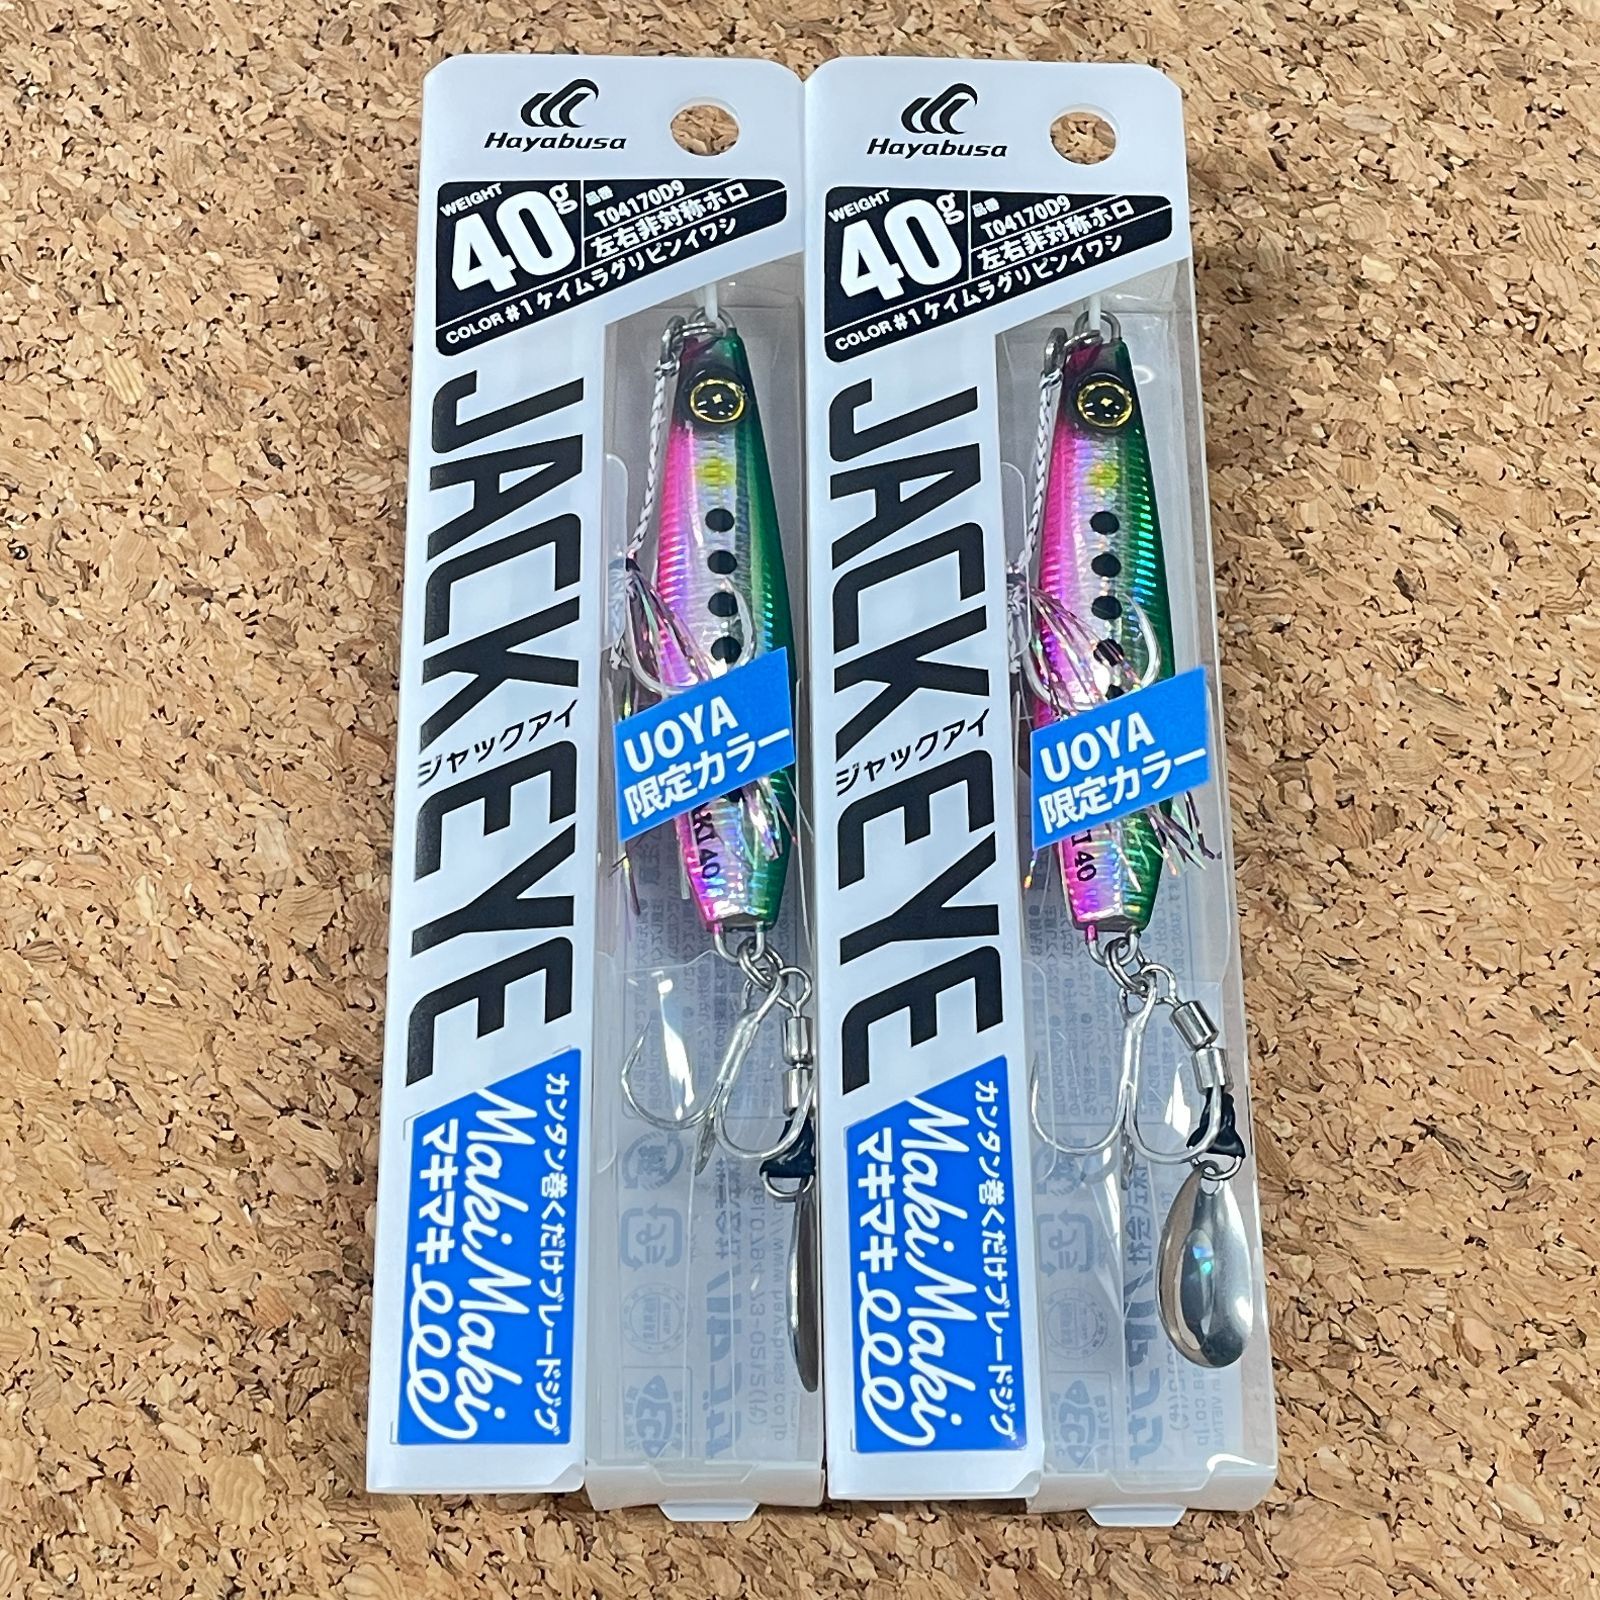 Hayabusa
WEIGHT
40g
品番
T04170D9
左右非対称ホロ
COLOR #1 ケイムラグリピンイワシ
JACK EYE
ジャックアイ
UOYA
限定カラー
40
カンタン巻くだけブレードジグ
MakiMaki
マキマキ
Hayabusa
WEIGHT
40g
品番
T04170D9
左右非対称ホロ
COLOR #1 ケイムラグリピンイワシ
JACK EYE
ジャックアイ
UOYA
限定カラー
40
カンタン巻くだけブレードジグ
MakiMaki
マキマキ